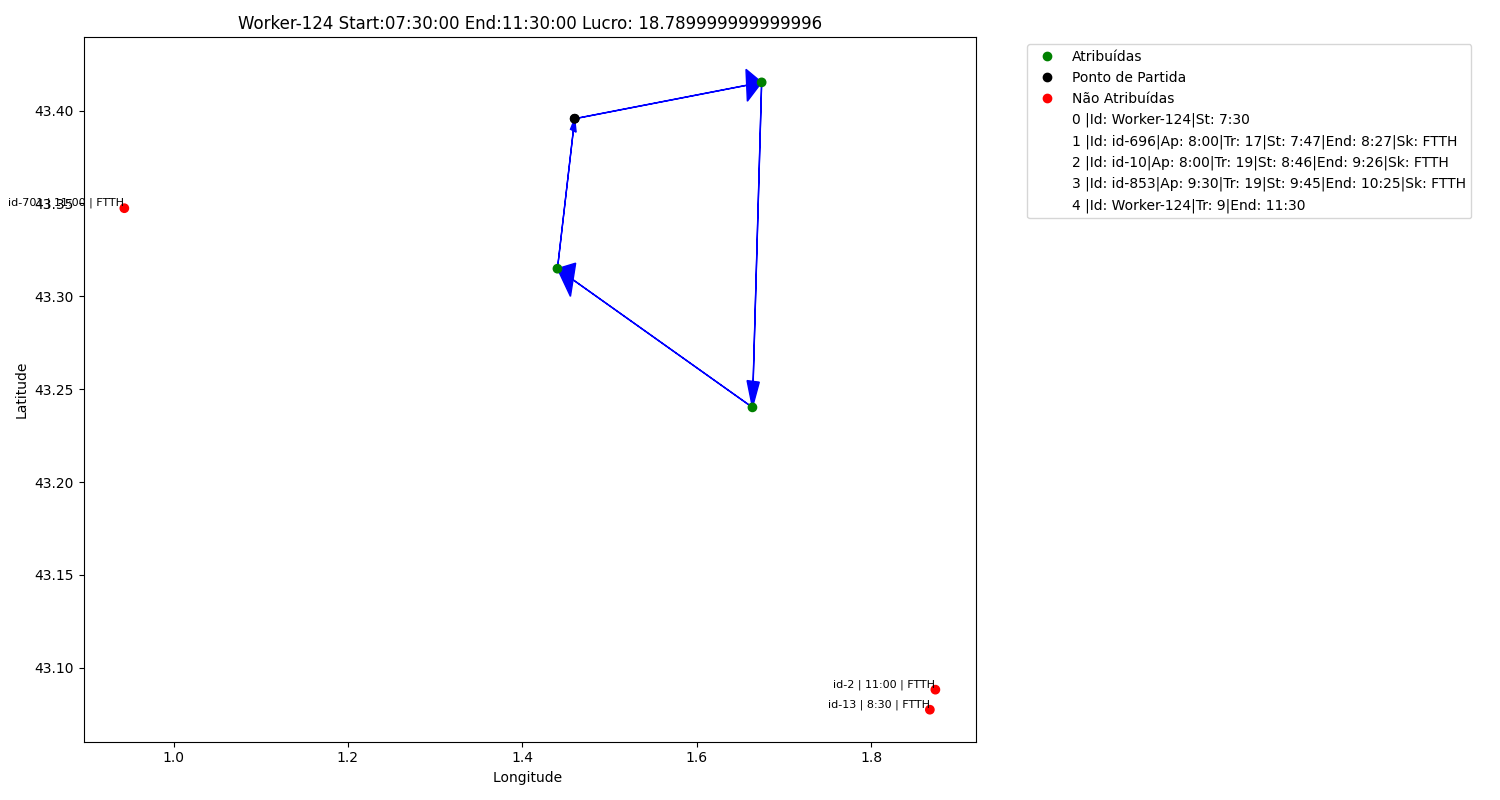 Worker-124 Start:07:30:00 End:11:30:00 Lucro: 18.789999999999996
Atribuídas
Ponto de Partida
Não Atribuídas
0 |Id: Worker-124|St: 7:30
1 |Id: id-696|Ap: 8:00|Tr: 17|St: 7:47|End: 8:27|Sk: FTTH
2 |Id: id-10|Ap: 8:00|Tr: 19|St: 8:46|End: 9:26|Sk: FTTH
3 |Id: id-853|Ap: 9:30|Tr: 19|St: 9:45|End: 10:25|Sk: FTTH
4 |Id: Worker-124|Tr: 9|End: 11:30
43.40
43.35
id-701 | 11:00 | FTTH
43.30
43.25
43.20
43.15
43.10
Latitude
id-2 | 11:00 | FTTH
id-13 | 8:30 | FTTH
1.0 1.2 1.4 1.6 1.8
Longitude